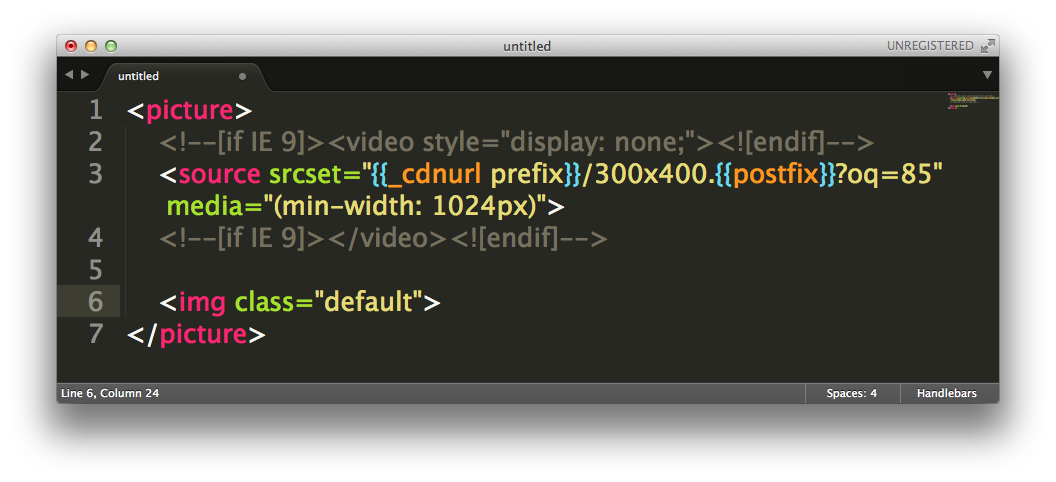 untitled
UNREGISTERED
untitled
1 <picture>
2 <!--[if IE 9]><video style="display: none;"><![endif]-->
3 <source srcset="{{_cdnurl prefix}}/300x400.{{postfix}}?oq=85"
media="(min-width: 1024px)">
4 <!--[if IE 9]></video><![endif]-->
5
6 <img class="default">
7 </picture>
Line 6, Column 24
Spaces: 4
Handlebars